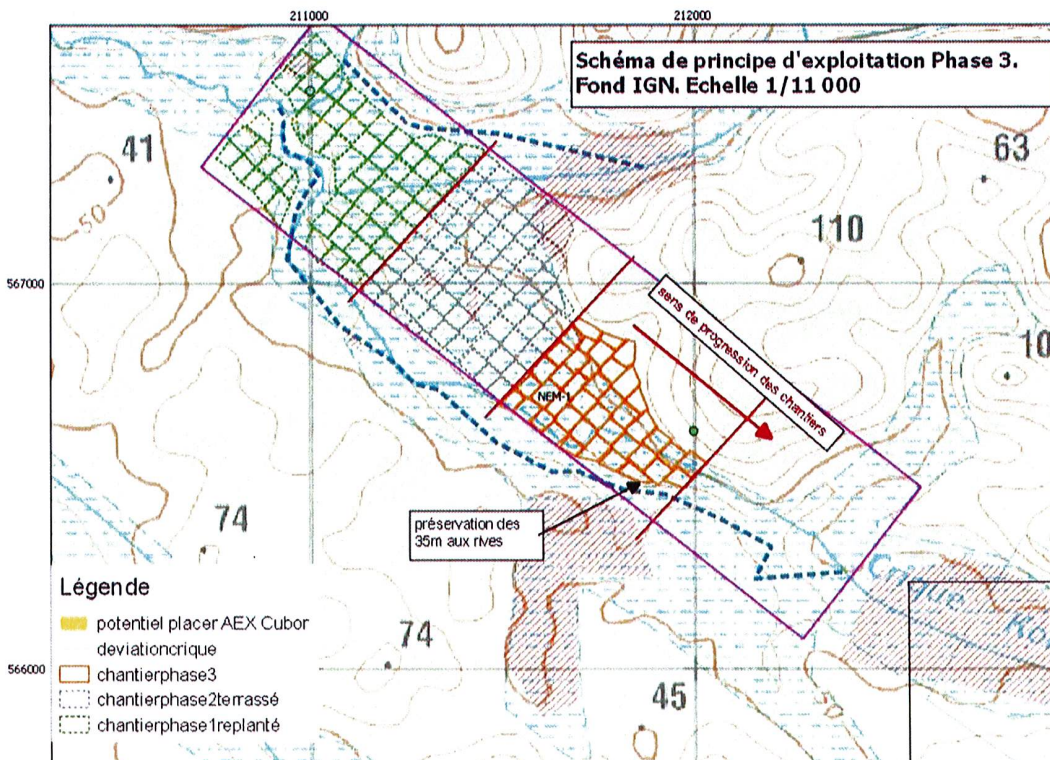 211000
212000
Schéma de principe d'exploitation Phase 3.
Fond IGN. Echelle 1/11 000
41
63
50
110
567000
sens de progression des chantiers
10
NEM-1
74
préservation des
35m aux rives
Légende
potentiel placer AEX Cubor
deviationcrique
chantierphase3
chantierphase2terrassé
chantierphase1replanté
74
566000
45
50
Crique